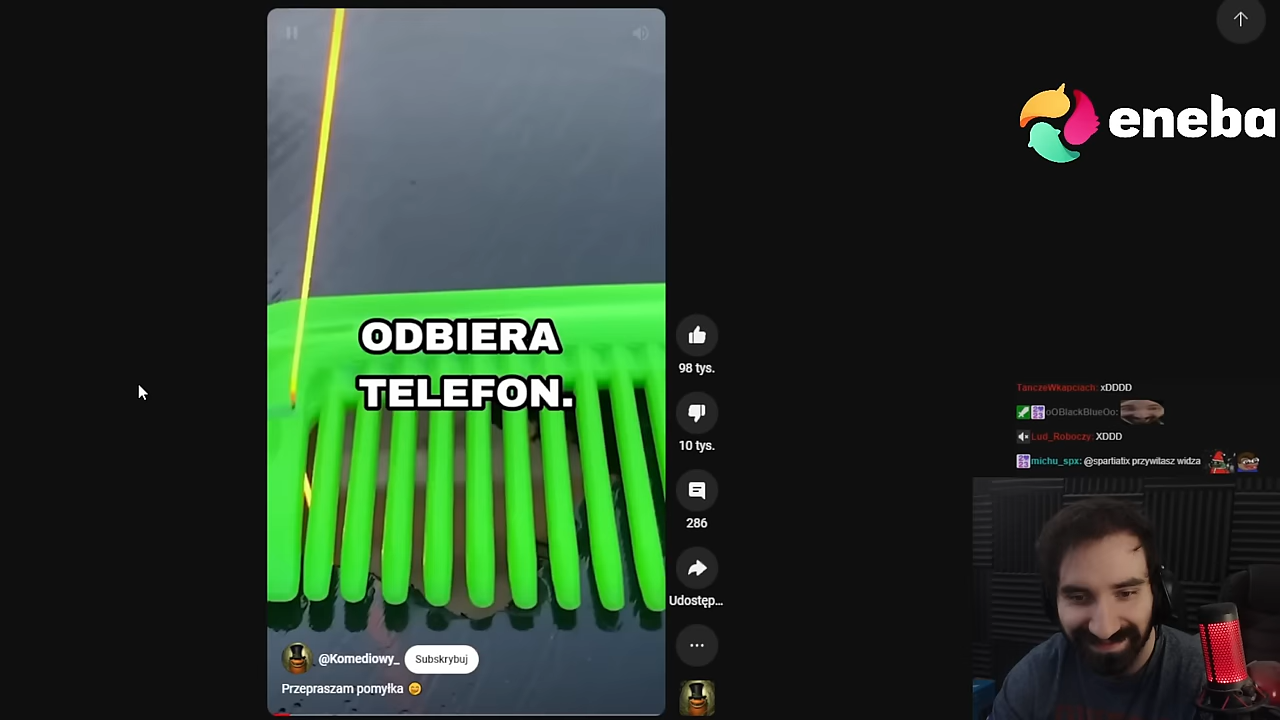 eneba
ODBIERA
TELEFON.
98 tys.
10 tys.
286
Udostęp...
@Komediowy_ Subskrybuj
Przepraszam pomyłka
TanczeWkapciach: xDDDD
oOBlackBlueOo:
Lud_Roboczy: XDDD
michu_spx: @spartiatix przywitasz widza